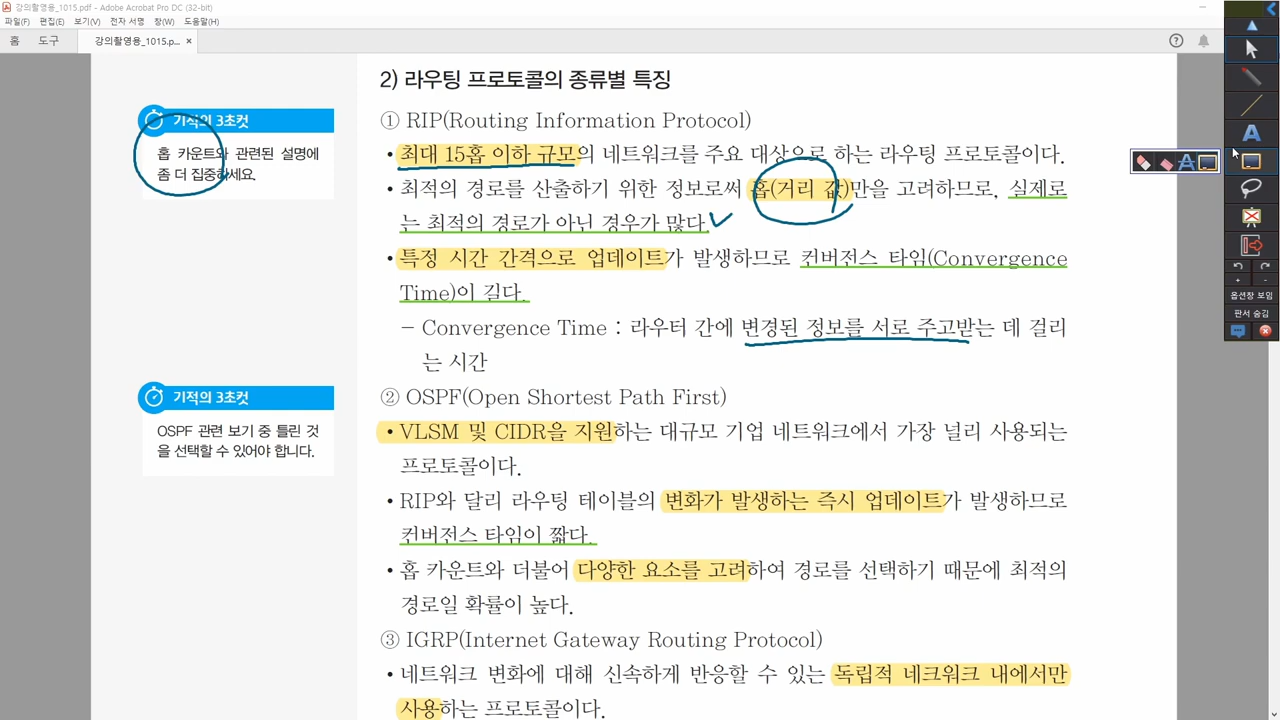 강의촬영용_1015.pdf - Adobe Acrobat Pro DC (32-bit)
파일(F) 편집(E) 보기(V) 전자 서명 창(W) 도움말(H)
홈 도구 강의촬영용_1015.p... ×
2) 라우팅 프로토콜의 종류별 특징
기적의 3초컷
홉 카운트와 관련된 설명에
좀 더 집중하세요.
① RIP(Routing Information Protocol)
• 최대 15홉 이하 규모의 네트워크를 주요 대상으로 하는 라우팅 프로토콜이다.
• 최적의 경로를 산출하기 위한 정보로써 홉(거리 값)만을 고려하므로, 실제로
는 최적의 경로가 아닌 경우가 많다.
• 특정 시간 간격으로 업데이트가 발생하므로 컨버전스 타임(Convergence
Time)이 길다.
– Convergence Time : 라우터 간에 변경된 정보를 서로 주고받는 데 걸리
는 시간
기적의 3초컷
OSPF 관련 보기 중 틀린 것
을 선택할 수 있어야 합니다.
② OSPF(Open Shortest Path First)
• VLSM 및 CIDR을 지원하는 대규모 기업 네트워크에서 가장 널리 사용되는
프로토콜이다.
• RIP와 달리 라우팅 테이블의 변화가 발생하는 즉시 업데이트가 발생하므로
컨버전스 타임이 짧다.
• 홉 카운트와 더불어 다양한 요소를 고려하여 경로를 선택하기 때문에 최적의
경로일 확률이 높다.
③ IGRP(Internet Gateway Routing Protocol)
• 네트워크 변화에 대해 신속하게 반응할 수 있는 독립적 네크워크 내에서만
사용하는 프로토콜이다.
옵션창 보임
판서 숨김